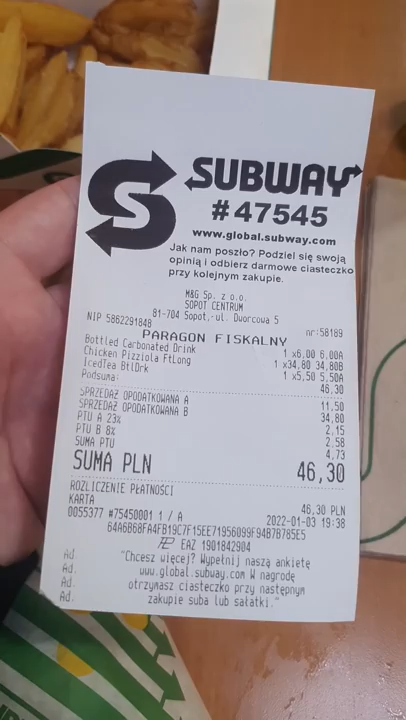 SUBWAY
#47545
www.global.subway.com
Jak nam poszło? Podziel się swoją
opinią i odbierz darmowe ciasteczko
przy kolejnym zakupie.
M&G Sp. z o.o.
SOPOT CENTRUM
81-704 Sopot, ul. Dworcowa 5
NIP 5862291848 nr:58189
PARAGON FISKALNY
Bottled Carbonated Drink 1 x6,00 6,00A
Chicken Pizziola FtLong 1 x34,80 34,80B
IcedTea BtlDrk 1 x5,50 5,50A
Podsuma: 46,30
SPRZEDAŻ OPODATKOWANA A 11,50
SPRZEDAŻ OPODATKOWANA B 34,80
PTU A 23% 2,15
PTU B 8% 2,58
SUMA PTU 4,73
SUMA PLN 46,30
ROZLICZENIE PŁATNOŚCI
KARTA 46,30 PLN
0055377 #75450001 1 / A 2022-01-03 19:38
64A6B68FA4FB19C7F15EE71956099F94B7B785E5
EAZ 1901842904
Ad. "Chcesz więcej? Wypełnij naszą ankietę
Ad. www.global.subway.com W nagrodę
Ad. otrzymasz ciasteczko przy następnym
Ad. zakupie suba lub sałatki."